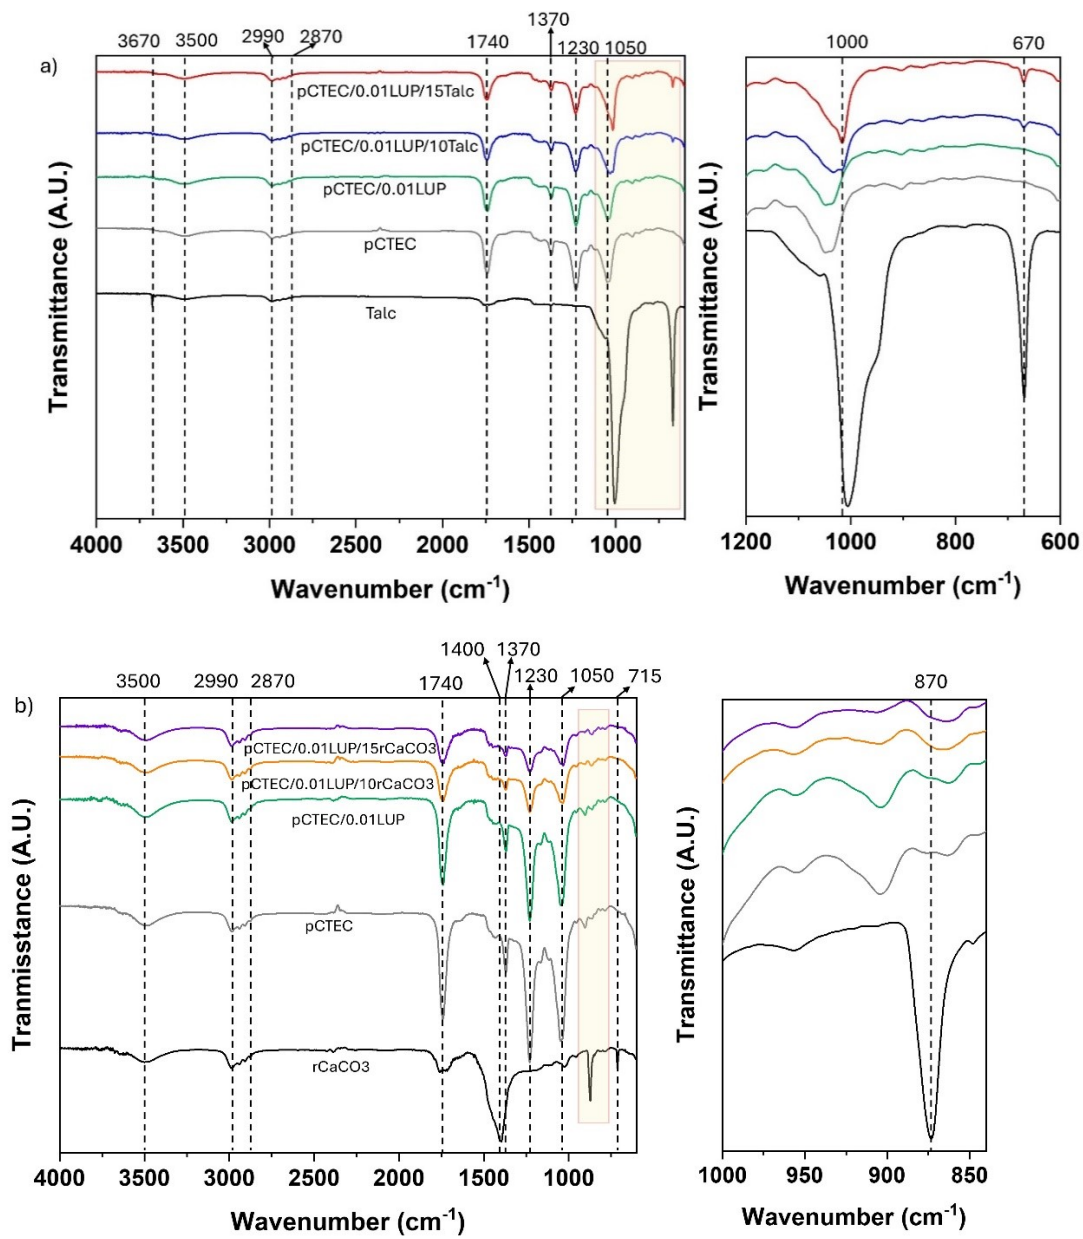 1370
3670 3500 2990 2870 1740 1230 1050 1000 670
a)
pCTEC/0.01LUP/15Talc
pCTEC/0.01LUP/10Talc
pCTEC/0.01LUP
pCTEC
Talc
Transmittance (A.U.)
Transmittance (A.U.)
4000 3500 3000 2500 2000 1500 1000
1200 1000 800 600
Wavenumber (cm-1)
Wavenumber (cm-1)
1400 1370
3500 2990 2870 1740 1230 1050 715 870
b)
pCTEC/0.01LUP/15rCaCO3
pCTEC/0.01LUP/10rCaCO3
pCTEC/0.01LUP
pCTEC
rCaCO3
Tranmisstance (A.U.)
Transmittance (A.U.)
4000 3500 3000 2500 2000 1500 1000
1000 950 900 850
Wavenumber (cm-1)
Wavenumber (cm-1)